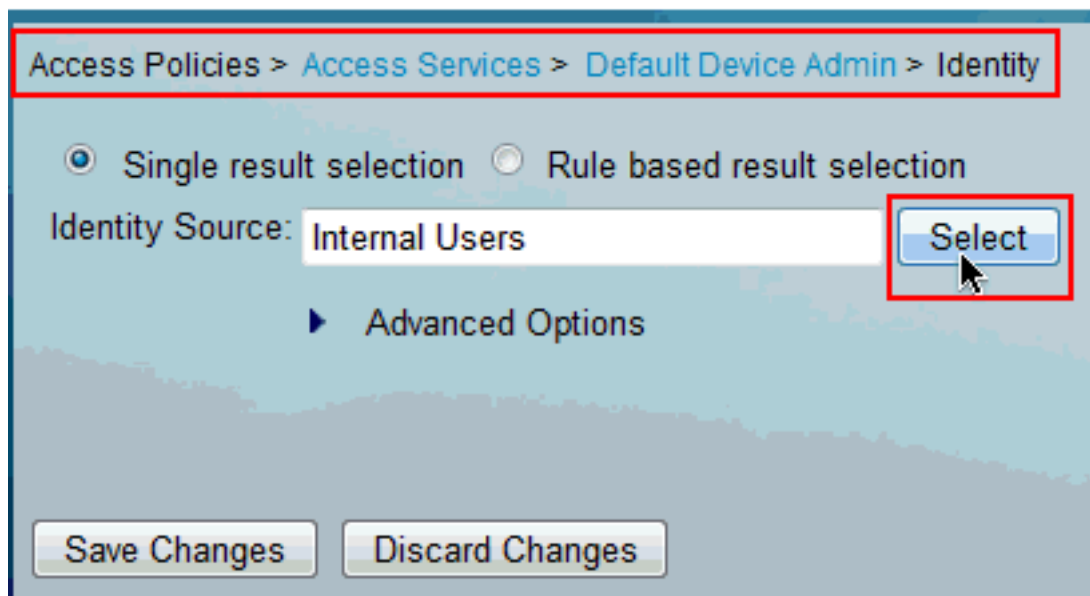 Access Policies > Access Services > Default Device Admin > Identity
Single result selection Rule based result selection
Identity Source: Internal Users Select
Advanced Options
Save Changes Discard Changes